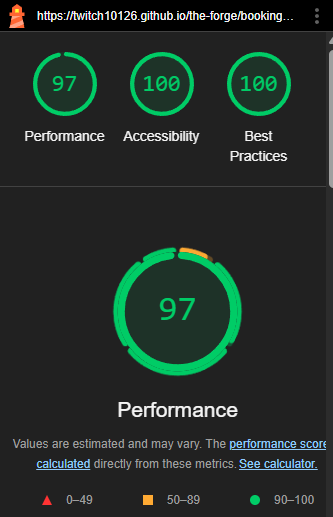 https://twitch10126.github.io/the-forge/booking...
97
100
100
Performance
Accessibility
Best
Practices
97
Performance
Values are estimated and may vary. The performance score
calculated directly from these metrics. See calculator.
0–49
50–89
90–100